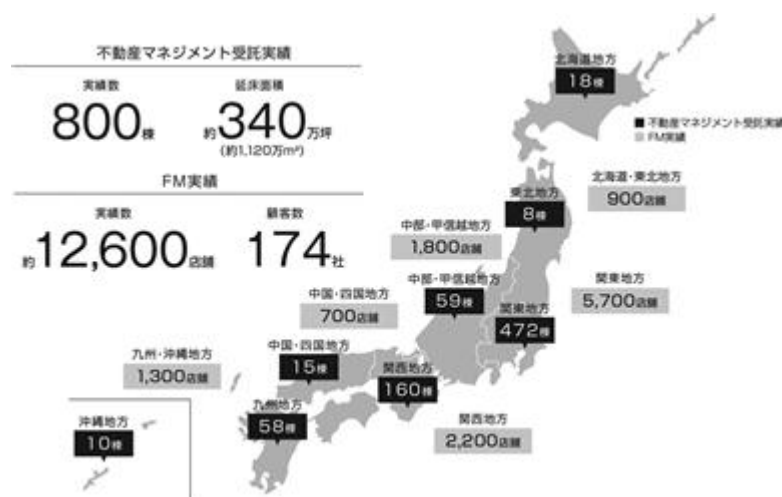 不動産マネジメント受託実績
実績数
800棟
延床面積
約340万坪
(約1,120万m²)
FM実績
実績数
約12,600店舗
顧客数
174社
北海道地方
18棟
■不動産マネジメント受託実績
■FM実績
北海道・東北地方
900店舗
東北地方
8棟
中部・甲信越地方
1,800店舗
中部・甲信越地方
59棟
関東地方
5,700店舗
関東地方
472棟
中国・四国地方
700店舗
中国・四国地方
15棟
九州・沖縄地方
1,300店舗
関西地方
160棟
関西地方
2,200店舗
九州地方
58棟
沖縄地方
10棟